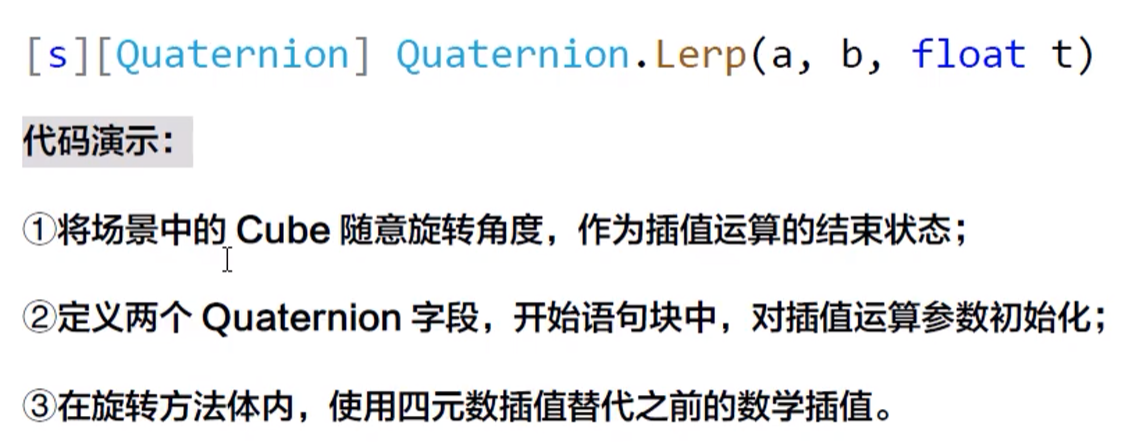 [s][Quaternion] Quaternion.Lerp(a, b, float t)
代码演示：
①将场景中的 Cube 随意旋转角度，作为插值运算的结束状态；
②定义两个 Quaternion 字段，开始语句块中，对插值运算参数初始化；
③在旋转方法体内，使用四元数插值替代之前的数学插值。